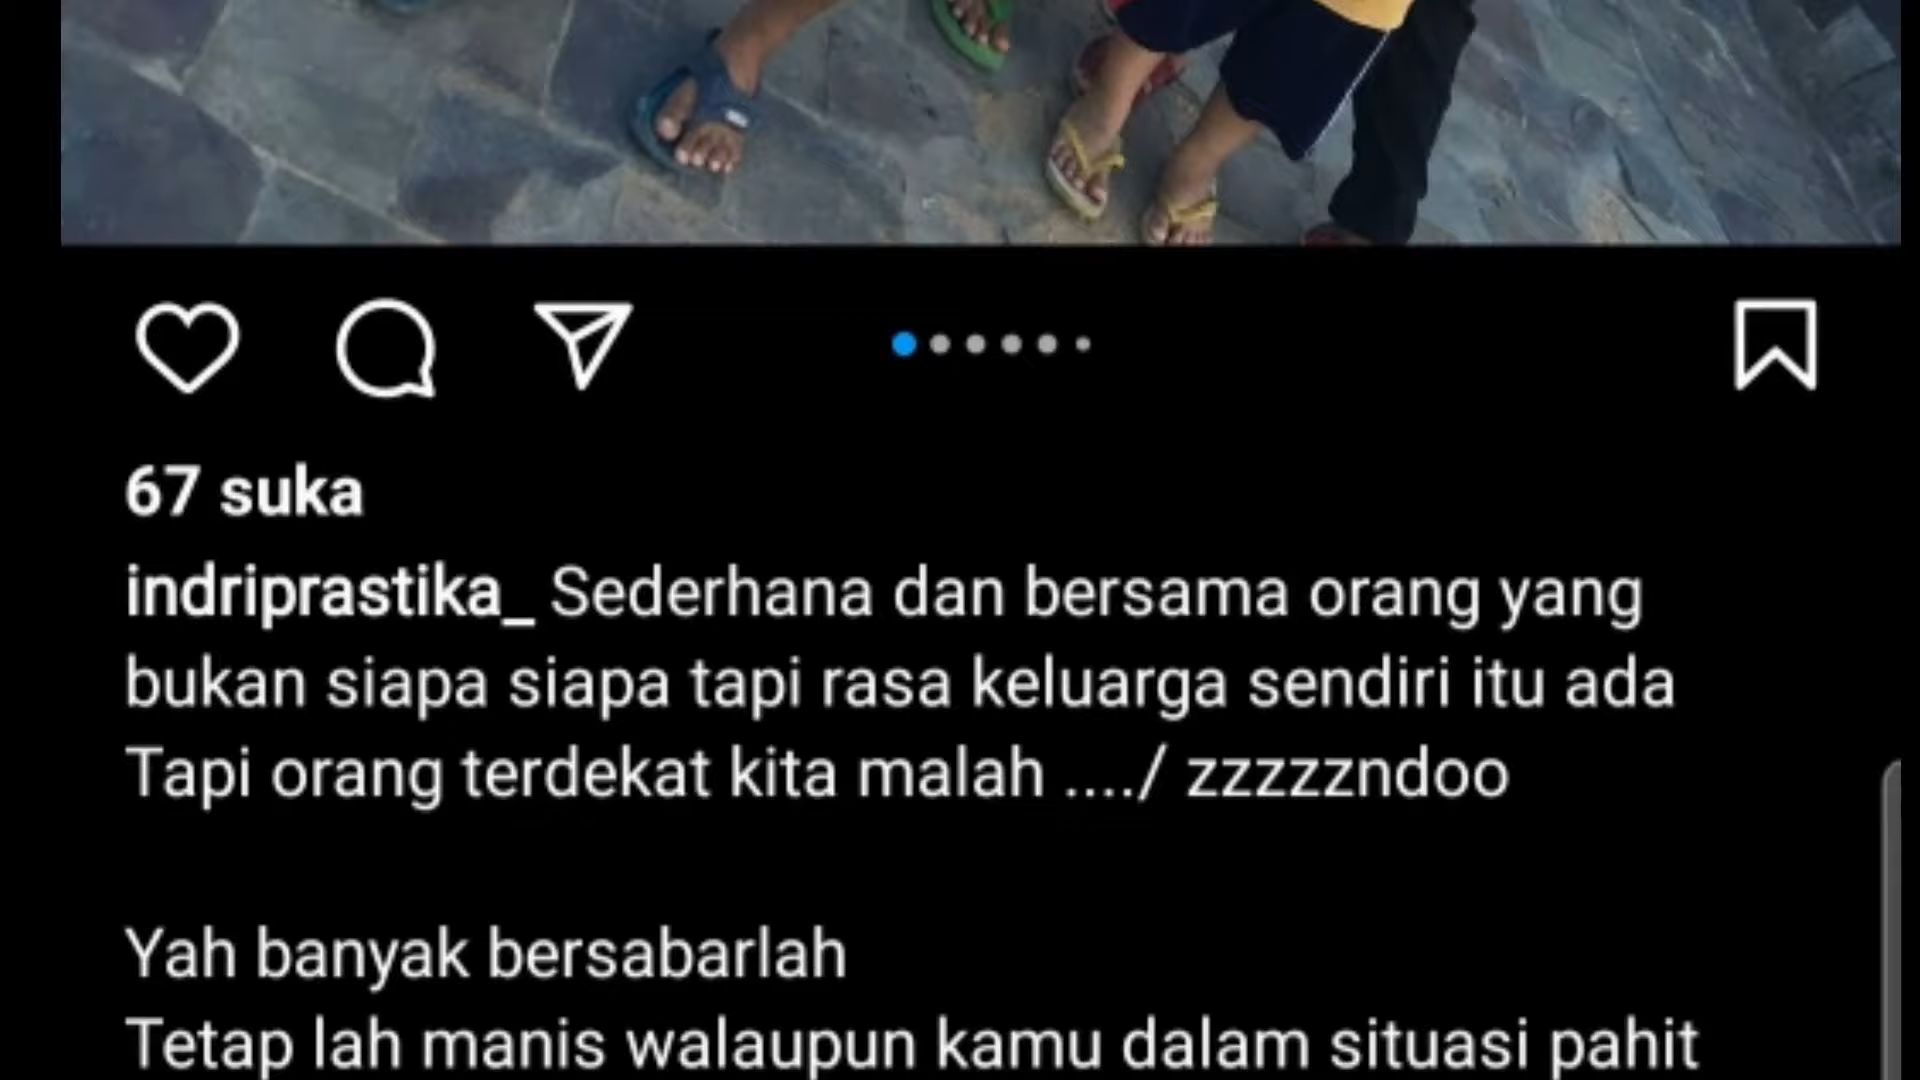 67 suka
indriprastika_ Sederhana dan bersama orang yang
bukan siapa siapa tapi rasa keluarga sendiri itu ada
Tapi orang terdekat kita malah ..../ zzzzzndoo
Yah banyak bersabarlah
Tetap lah manis walaupun kamu dalam situasi pahit